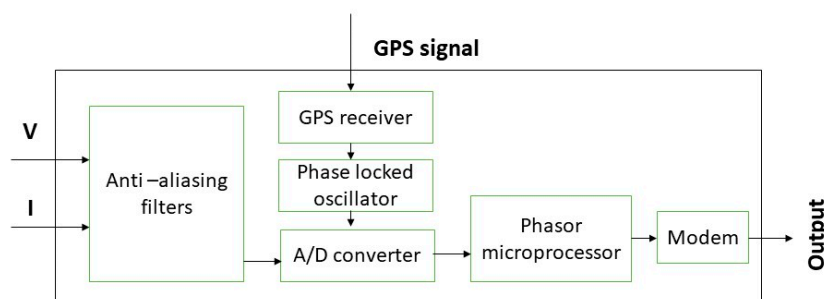 GPS signal
GPS receiver
V
Anti –aliasing
filters
I
Phase locked
oscillator
A/D converter
Phasor
microprocessor
Modem
Output